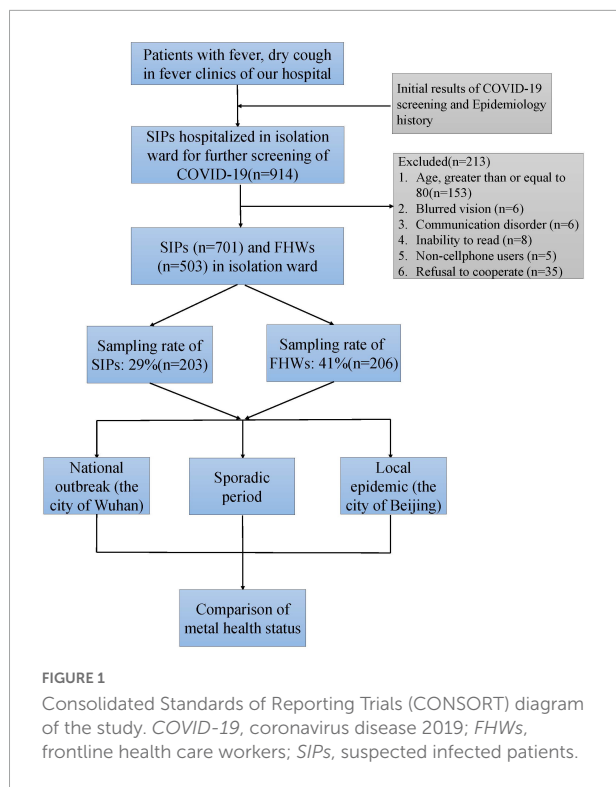 Patients with fever, dry cough
in fever clinics of our hospital
Initial results of COVID-19
screening and Epidemiology
history
SIPs hospitalized in isolation
ward for further screening of
COVID-19(n=914)
Excluded(n=213)
1. Age, greater than or equal to
80(n=153)
2. Blurred vision (n=6)
3. Communication disorder (n=6)
4. Inability to read (n=8)
5. Non-cellphone users (n=5)
6. Refusal to cooperate (n=35)
SIPs (n=701) and FHWs
(n=503) in isolation ward
Sampling rate of
SIPs: 29%(n=203)
Sampling rate of
FHWs: 41%(n=206)
National
outbreak (the
city of Wuhan)
Sporadic
period
Local
epidemic (the
city of Beijing)
Comparison of
metal health status
FIGURE 1
Consolidated Standards of Reporting Trials (CONSORT) diagram
of the study. COVID-19, coronavirus disease 2019; FHWs,
frontline health care workers; SIPs, suspected infected patients.